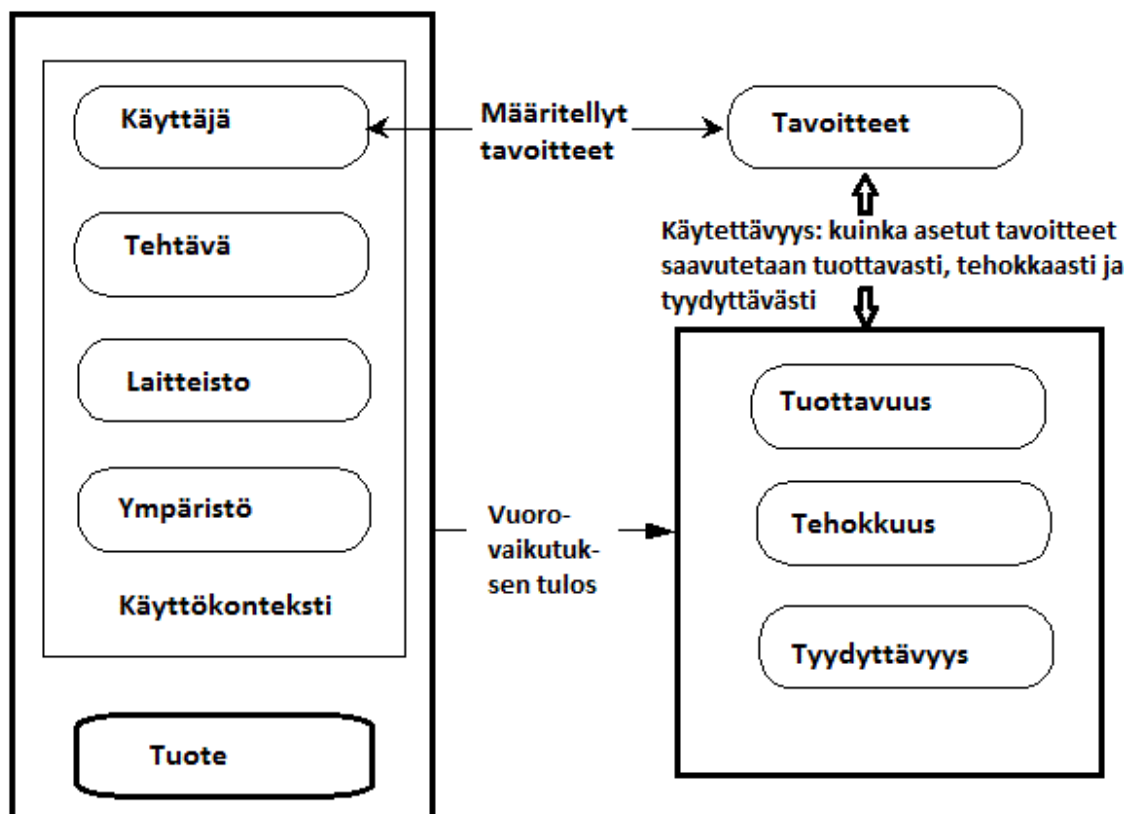 Käyttäjä
Tehtävä
Laitteisto
Ympäristö
Käyttökonteksti
Tuote
Määritellyt
tavoitteet
Vuoro-
vaikutuk-
sen tulos
Tavoitteet
Käytettävyys: kuinka asetut tavoitteet
saavutetaan tuottavasti, tehokkaasti ja
tyydyttävästi
Tuottavuus
Tehokkuus
Tyydyttävyys